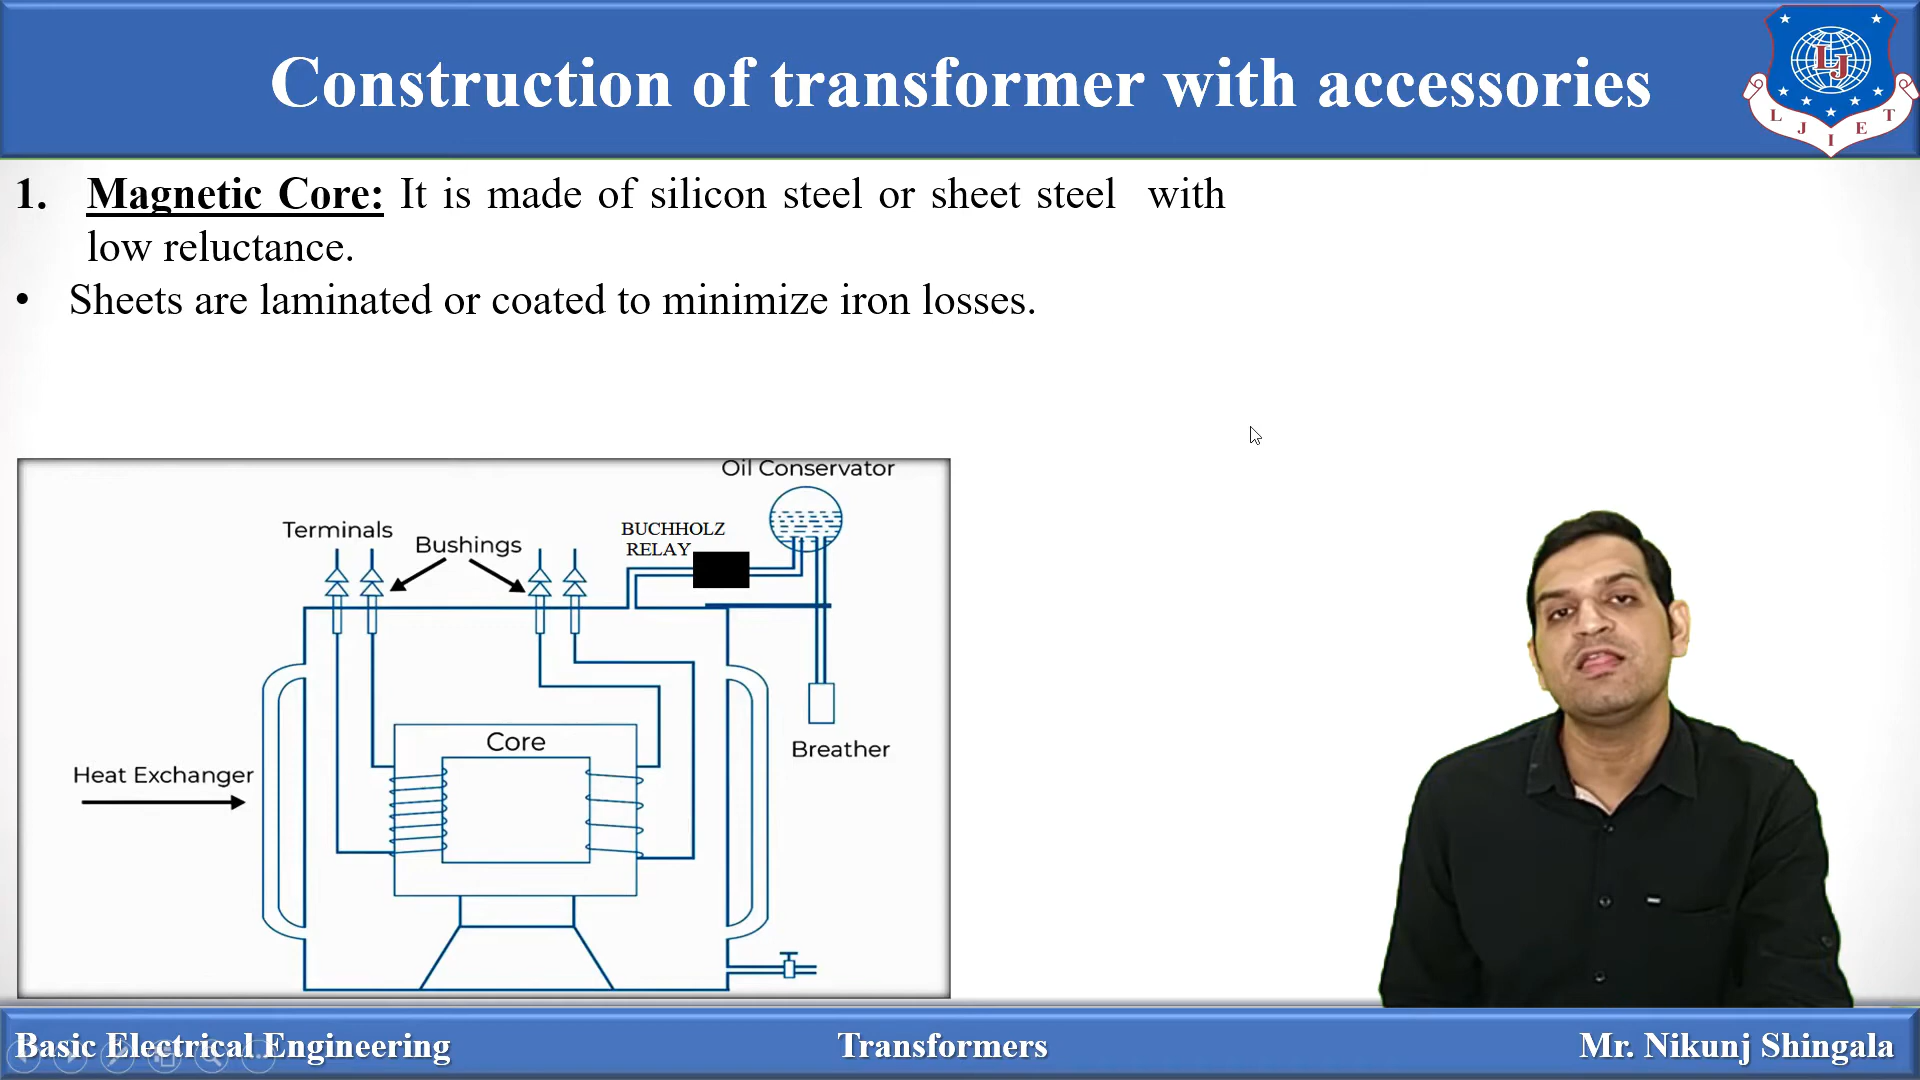 Construction of transformer with accessories
LJ
L J I E T
1. Magnetic Core: It is made of silicon steel or sheet steel with
low reluctance.
• Sheets are laminated or coated to minimize iron losses.
Oil Conservator
Terminals
Bushings
BUCHHOLZ
RELAY
Core
Breather
Heat Exchanger
Basic Electrical Engineering
Transformers
Mr. Nikunj Shingala